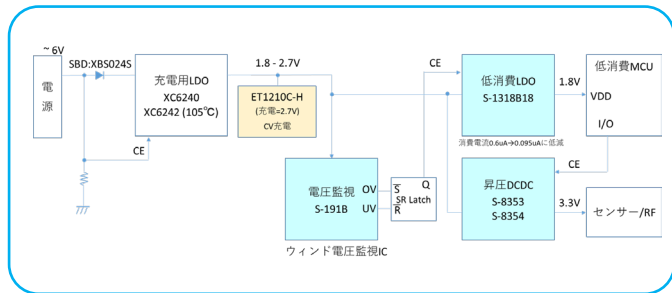 ~ 6V
SBD:XBS024S
電
源
充電用LDO
XC6240
XC6242 (105℃)
CE
1.8 - 2.7V
ET1210C-H
(充電=2.7V)
CV充電
CE
低消費LDO
S-1318B18
消費電流0.6uA→0.095uAに低減
1.8V
低消費MCU
VDD
I/O
電圧監視
S-191B
OV
UV
S
Q
SR Latch
R
ウィンド電圧監視IC
CE
昇圧DCDC
S-8353
S-8354
3.3V
センサー/RF